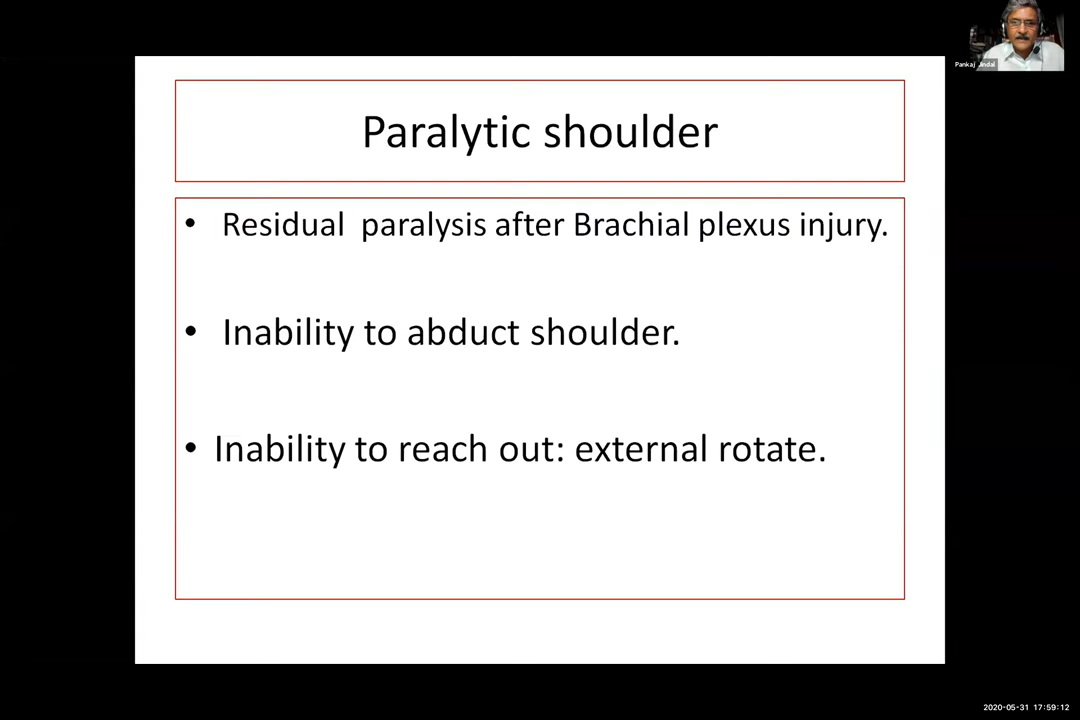 Pankaj Jindal
Paralytic shoulder
• Residual paralysis after Brachial plexus injury.
• Inability to abduct shoulder.
• Inability to reach out: external rotate.
2020-05-31 17:59:12